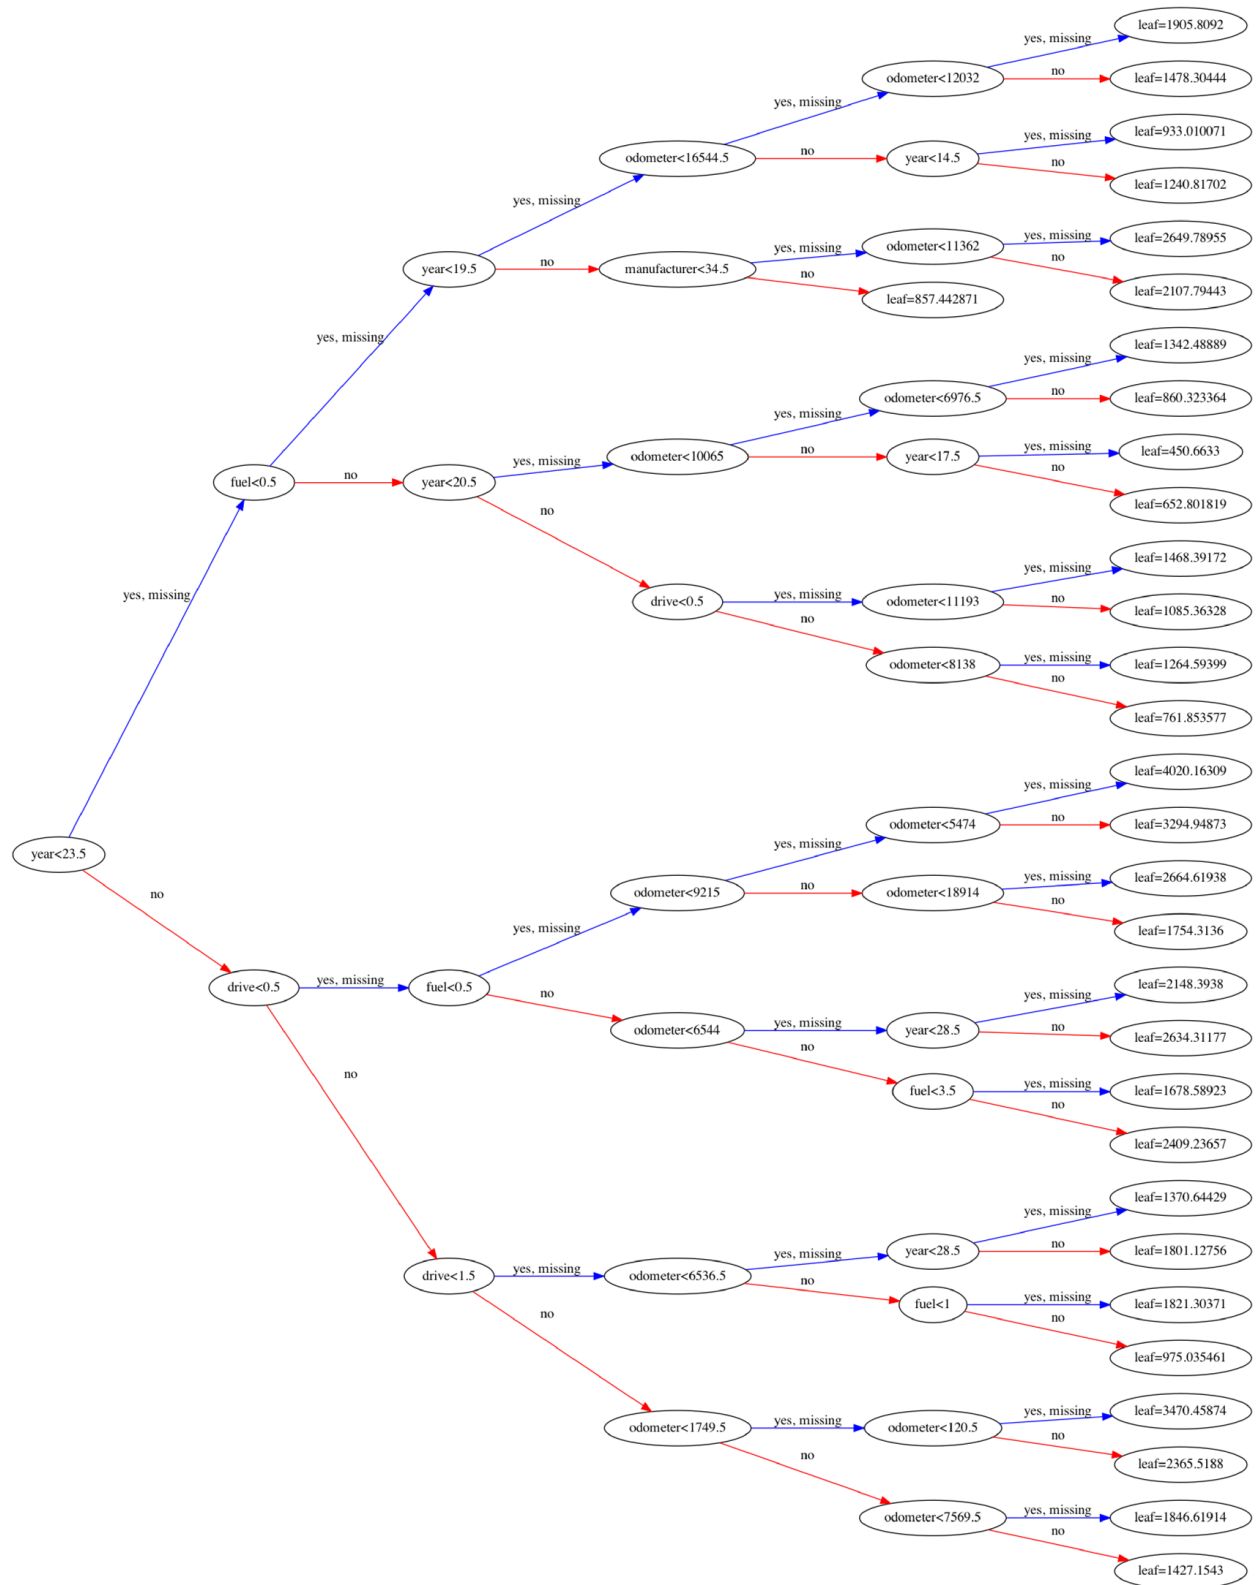 leaf=1905.8092
yes, missing
odometer<12032
no
leaf=1478.30444
yes, missing
leaf=933.010071
yes, missing
odometer<16544.5
no
year<14.5
no
leaf=1240.81702
yes, missing
leaf=2649.78955
yes, missing
odometer<11362
yes, missing
no
year<19.5
no
manufacturer<34.5
no
leaf=2107.79443
leaf=857.442871
yes, missing
leaf=1342.48889
yes, missing
odometer<6976.5
no
leaf=860.323364
yes, missing
yes, missing
leaf=450.6633
yes, missing
odometer<10065
no
year<17.5
no
fuel<0.5
no
year<20.5
leaf=652.801819
no
leaf=1468.39172
yes, missing
yes, missing
drive<0.5
yes, missing
odometer<11193
no
leaf=1085.36328
no
yes, missing
leaf=1264.59399
odometer<8138
no
leaf=761.853577
leaf=4020.16309
yes, missing
odometer<5474
no
leaf=3294.94873
yes, missing
year<23.5
yes, missing
leaf=2664.61938
no
odometer<9215
no
odometer<18914
no
leaf=1754.3136
yes, missing
drive<0.5
yes, missing
fuel<0.5
no
leaf=2148.3938
yes, missing
odometer<6544
yes, missing
year<28.5
no
leaf=2634.31177
no
no
fuel<3.5
yes, missing
leaf=1678.58923
no
leaf=2409.23657
leaf=1370.64429
yes, missing
yes, missing
year<28.5
no
leaf=1801.12756
drive<1.5
yes, missing
odometer<6536.5
no
fuel<1
yes, missing
leaf=1821.30371
no
no
leaf=975.035461
yes, missing
leaf=3470.45874
odometer<1749.5
yes, missing
odometer<120.5
no
leaf=2365.5188
no
odometer<7569.5
yes, missing
leaf=1846.61914
no
leaf=1427.1543